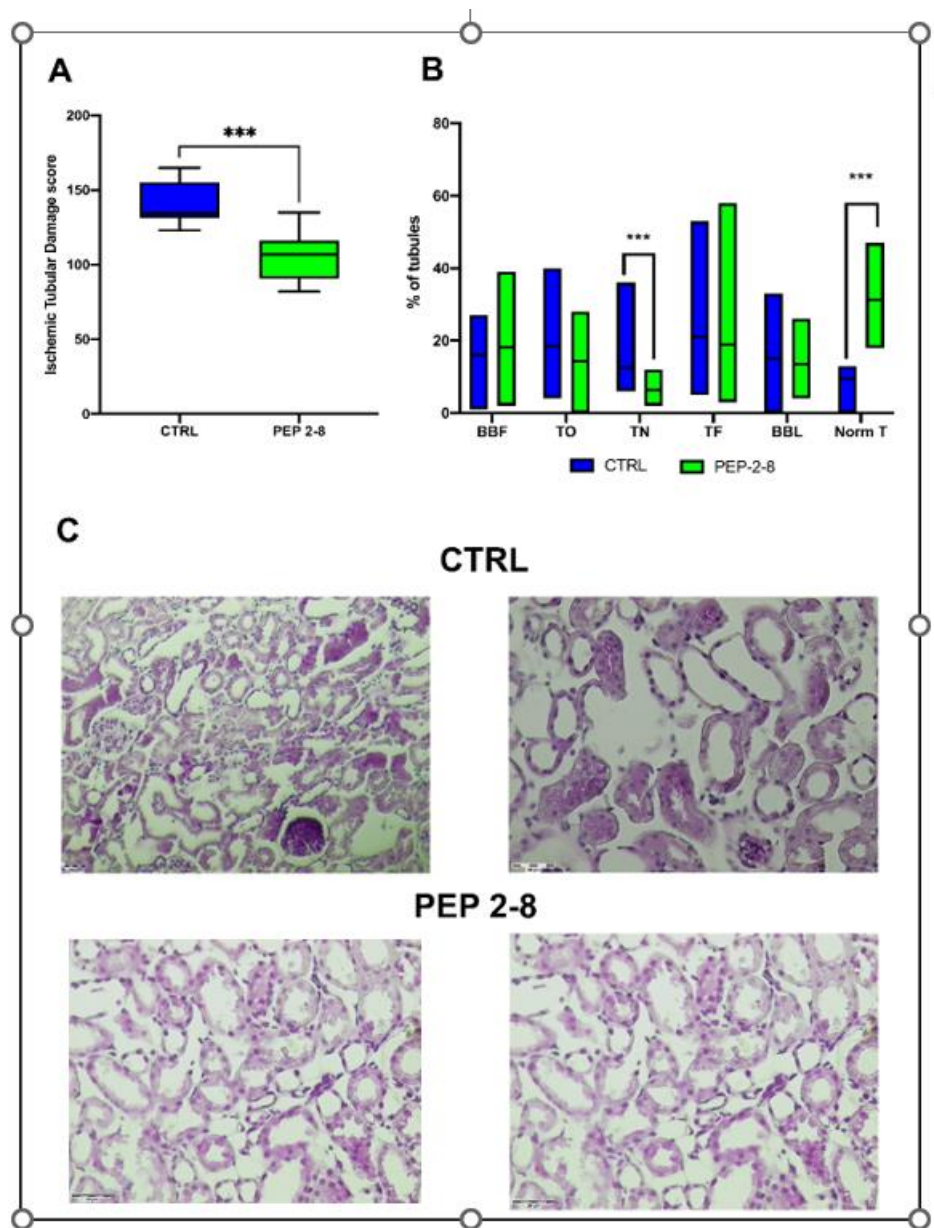 A
B
200
150
100
50
0
Ischemic Tubular Damage score
***
CTRL
PEP 2-8
80
60
40
20
0
% of tubules
***
***
BBF
TO
TN
TF
BBL
Norm T
CTRL
PEP-2-8
C
CTRL
PEP 2-8